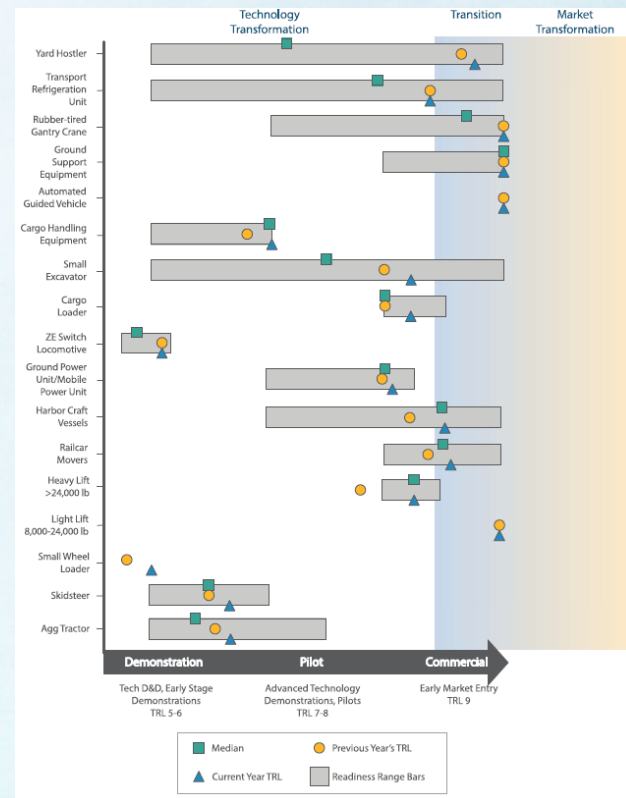 Technology
Transformation
Transition
Market
Transformation
Yard Hostler
Transport
Refrigeration
Unit
Rubber-tired
Gantry Crane
Ground
Support
Equipment
Automated
Guided Vehicle
Cargo Handling
Equipment
Small
Excavator
Cargo
Loader
ZE Switch
Locomotive
Ground Power
Unit/Mobile
Power Unit
Harbor Craft
Vessels
Railcar
Movers
Heavy Lift
>24,000 lb
Light Lift
8,000-24,000 lb
Small Wheel
Loader
Skidsteer
Agg Tractor
Demonstration
Pilot
Commercial
Tech D&D, Early Stage
Demonstrations
TRL 5-6
Advanced Technology
Demonstrations, Pilots
TRL 7-8
Early Market Entry
TRL 9
Median
Previous Year's TRL
Current Year TRL
Readiness Range Bars